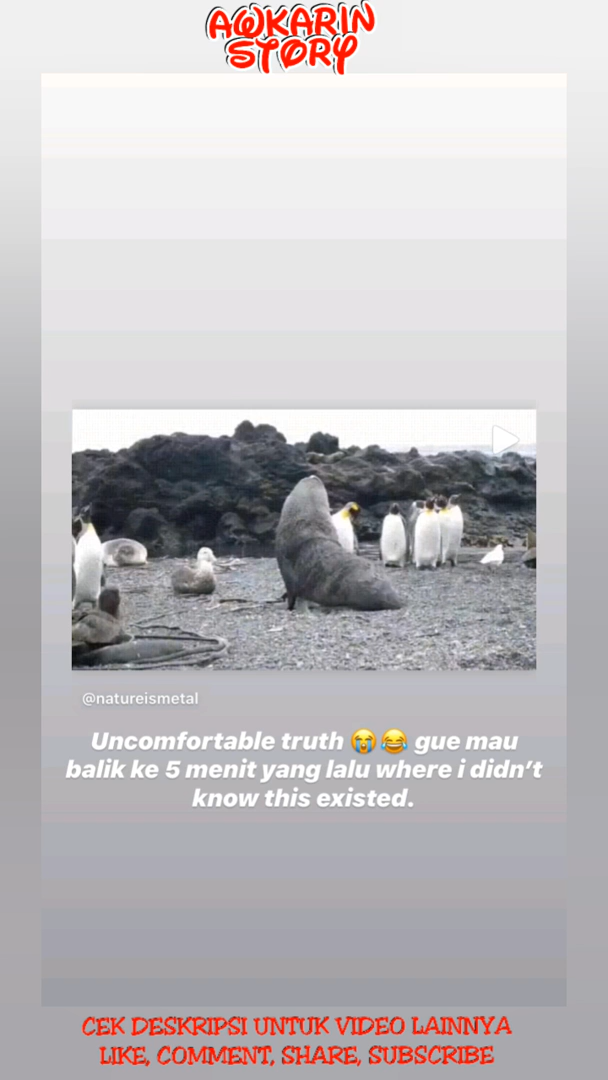 AWKARIN
STORY
@natureismetal
Uncomfortable truth 😭😂 gue mau
balik ke 5 menit yang lalu where i didn't
know this existed.
CEK DESKRIPSI UNTUK VIDEO LAINNYA
LIKE, COMMENT, SHARE, SUBSCRIBE